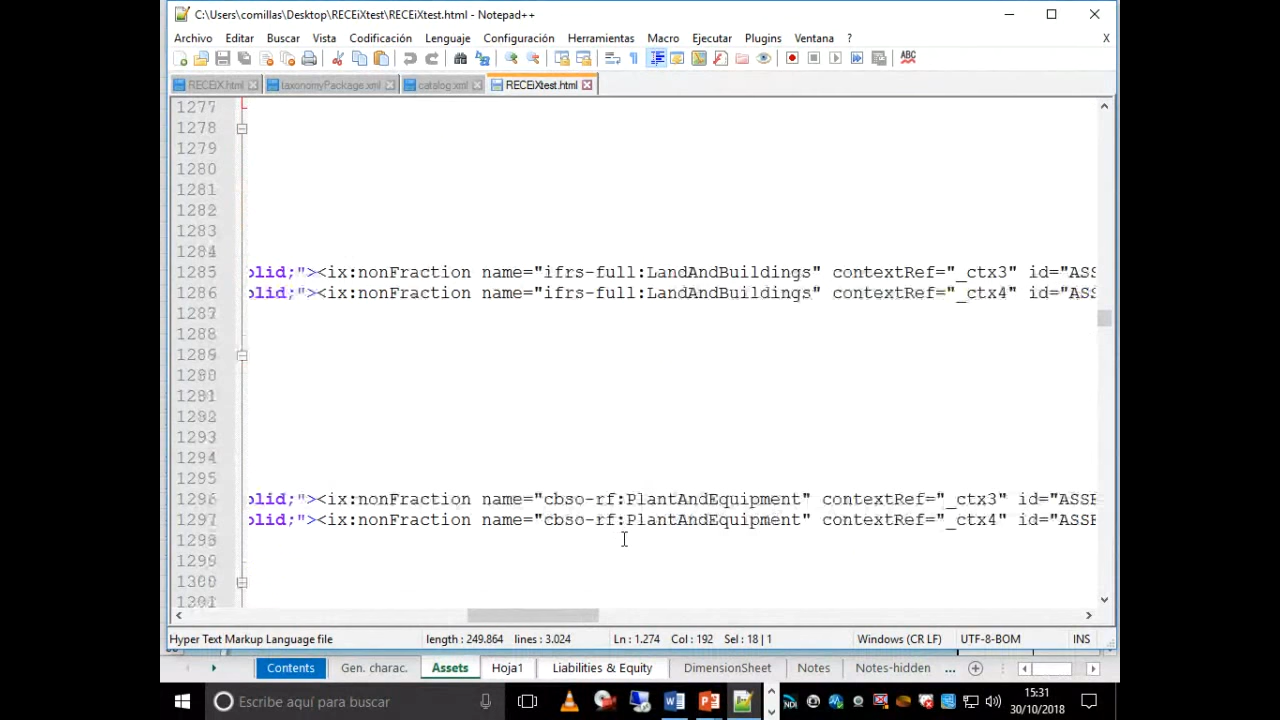 C:\Users\comillas\Desktop\RECEiXtest\RECEiXtest.html - Notepad++
Archivo Editar Buscar Vista Codificación Lenguaje Configuración Herramientas Macro Ejecutar Plugins Ventana ? X
ABC
RECEiX.html taxonomyPackage.xml catalog.xml RECEiXtest.html
1277
1278
1279
1280
1281
1282
1283
1284
1285 olid;"><ix:nonFraction name="ifrs-full:LandAndBuildings" contextRef="_ctx3" id="ASS
1286 olid;"><ix:nonFraction name="ifrs-full:LandAndBuildings" contextRef="_ctx4" id="ASS
1287
1288
1289
1290
1291
1292
1293
1294
1295
1296 olid;"><ix:nonFraction name="cbso-rf:PlantAndEquipment" contextRef="_ctx3" id="ASSE
1297 olid;"><ix:nonFraction name="cbso-rf:PlantAndEquipment" contextRef="_ctx4" id="ASSE
1298
1299
1300
1301
Hyper Text Markup Language file length : 249.864 lines : 3.024 Ln : 1.274 Col : 192 Sel : 18 | 1 Windows (CR LF) UTF-8-BOM INS
Contents Gen. charac. Assets Hoja1 Liabilities & Equity DimensionSheet Notes Notes-hidden ...
Escribe aquí para buscar
15:31
30/10/2018